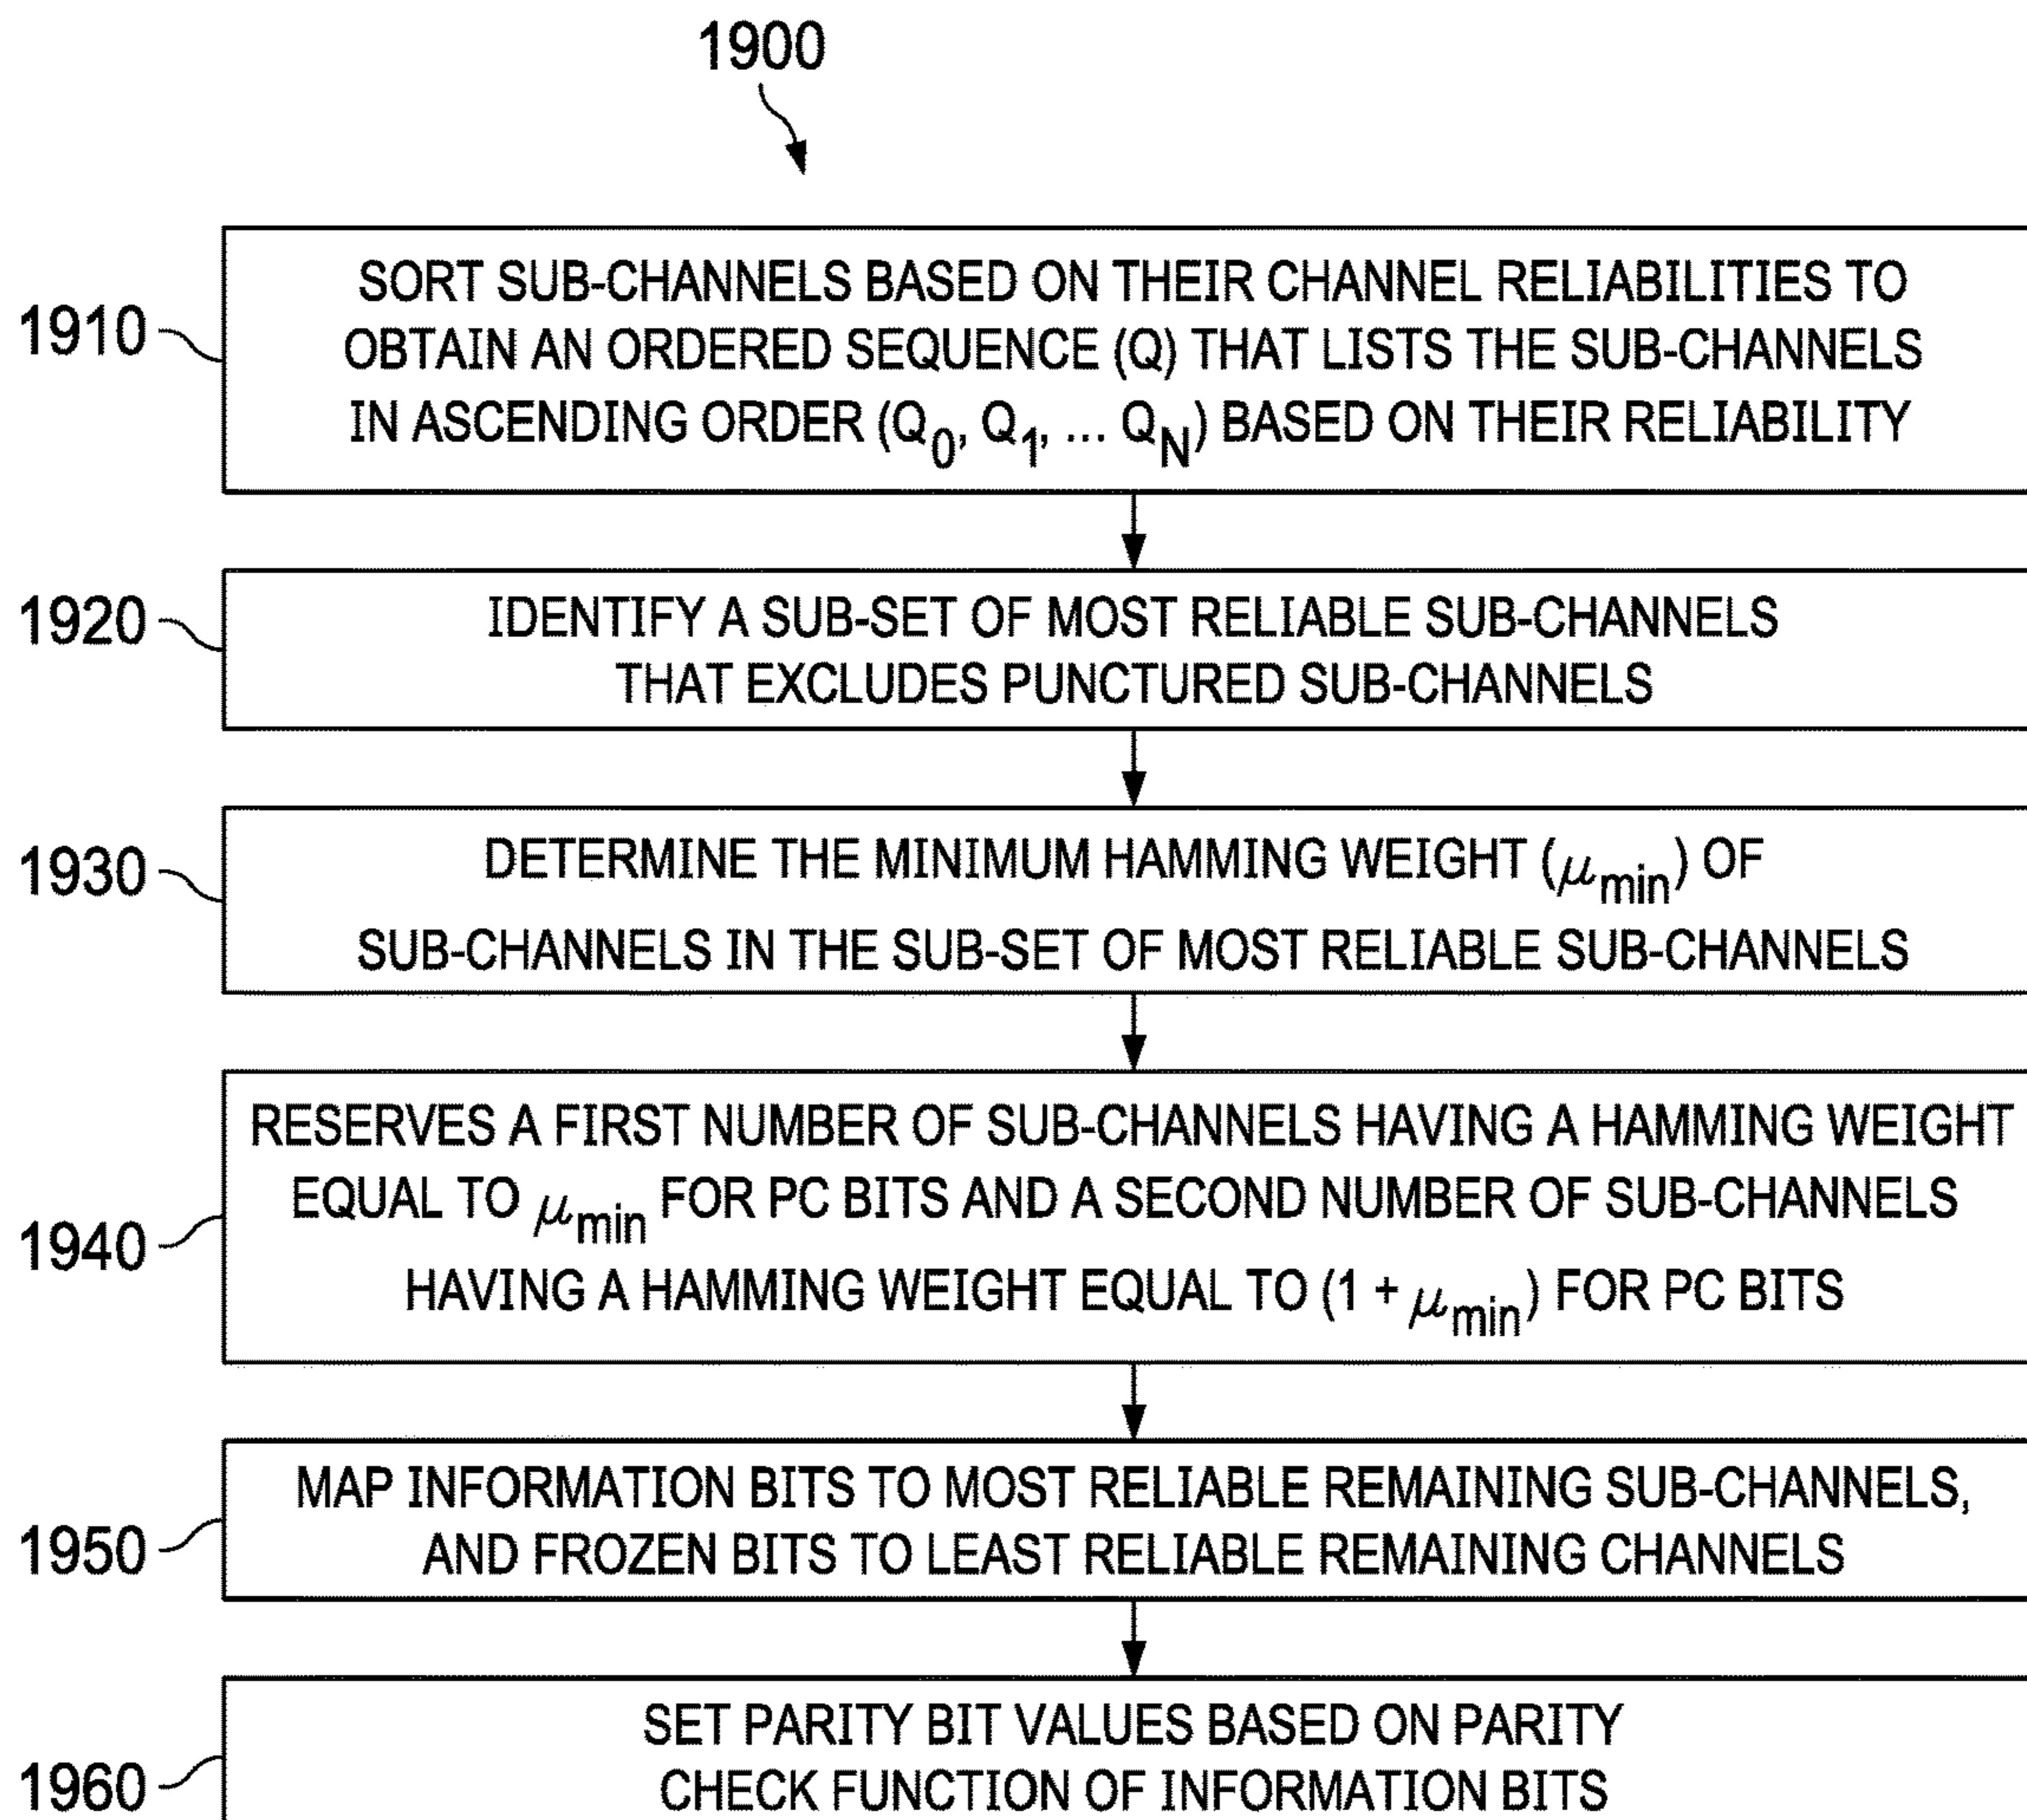 1900
1910
SORT SUB-CHANNELS BASED ON THEIR CHANNEL RELIABILITIES TO
OBTAIN AN ORDERED SEQUENCE (Q) THAT LISTS THE SUB-CHANNELS
IN ASCENDING ORDER (Q0, Q1, ... QN) BASED ON THEIR RELIABILITY
1920
IDENTIFY A SUB-SET OF MOST RELIABLE SUB-CHANNELS
THAT EXCLUDES PUNCTURED SUB-CHANNELS
1930
DETERMINE THE MINIMUM HAMMING WEIGHT (μmin) OF
SUB-CHANNELS IN THE SUB-SET OF MOST RELIABLE SUB-CHANNELS
1940
RESERVES A FIRST NUMBER OF SUB-CHANNELS HAVING A HAMMING WEIGHT
EQUAL TO μmin FOR PC BITS AND A SECOND NUMBER OF SUB-CHANNELS
HAVING A HAMMING WEIGHT EQUAL TO (1 + μmin) FOR PC BITS
1950
MAP INFORMATION BITS TO MOST RELIABLE REMAINING SUB-CHANNELS,
AND FROZEN BITS TO LEAST RELIABLE REMAINING CHANNELS
1960
SET PARITY BIT VALUES BASED ON PARITY
CHECK FUNCTION OF INFORMATION BITS